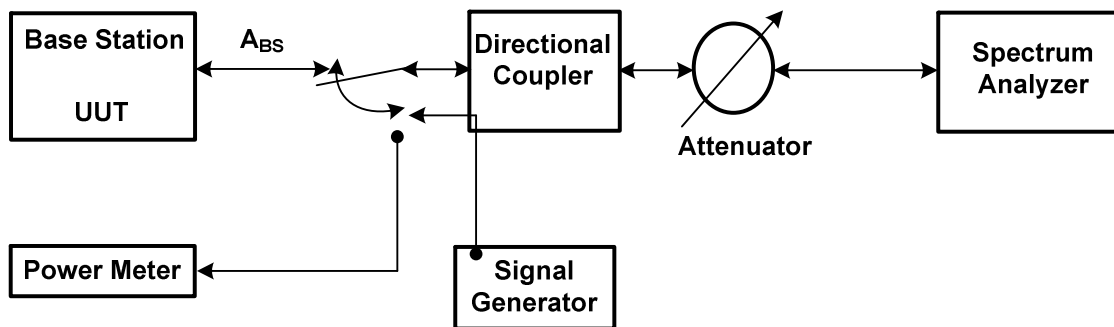 Base Station
UUT
A_BS
Directional
Coupler
Attenuator
Spectrum
Analyzer
Power Meter
Signal
Generator